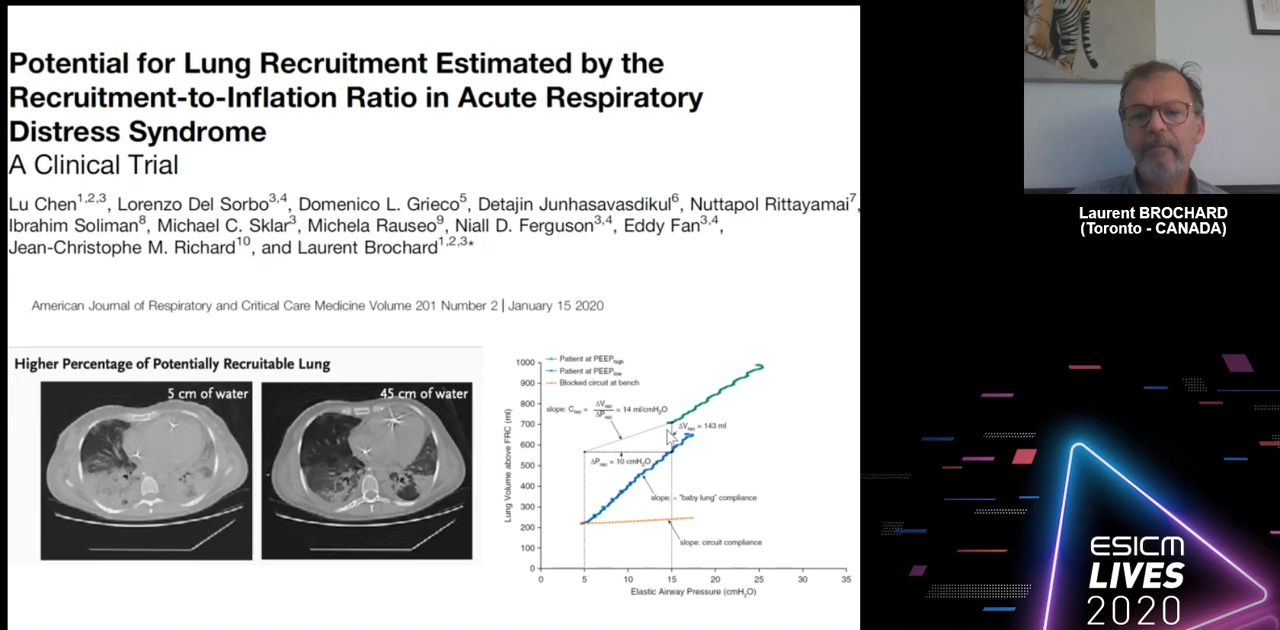 Potential for Lung Recruitment Estimated by the
Recruitment-to-Inflation Ratio in Acute Respiratory
Distress Syndrome
A Clinical Trial
Lu Chen1,2,3, Lorenzo Del Sorbo3,4, Domenico L. Grieco5, Detajin Junhasavasdikul6, Nuttapol Rittayamai7,
Ibrahim Soliman8, Michael C. Sklar3, Michela Rauseo9, Niall D. Ferguson3,4, Eddy Fan3,4,
Jean-Christophe M. Richard10, and Laurent Brochard1,2,3*
American Journal of Respiratory and Critical Care Medicine Volume 201 Number 2 | January 15 2020
Higher Percentage of Potentially Recruitable Lung
5 cm of water
45 cm of water
Patient at PEEPhigh
Patient at PEEPlow
Blocked circuit at bench
slope: Crec = ΔVrec / ΔPrec = 14 ml/cmH2O
ΔVrec = 143 ml
ΔPrec = 10 cmH2O
slope: ≈ "baby lung" compliance
slope: circuit compliance
Lung Volume above FRC (ml)
1000
900
800
700
600
500
400
300
200
100
0
0 5 10 15 20 25 30 35
Elastic Airway Pressure (cmH2O)
Laurent BROCHARD
(Toronto - CANADA)
ESICM
LIVES
2020